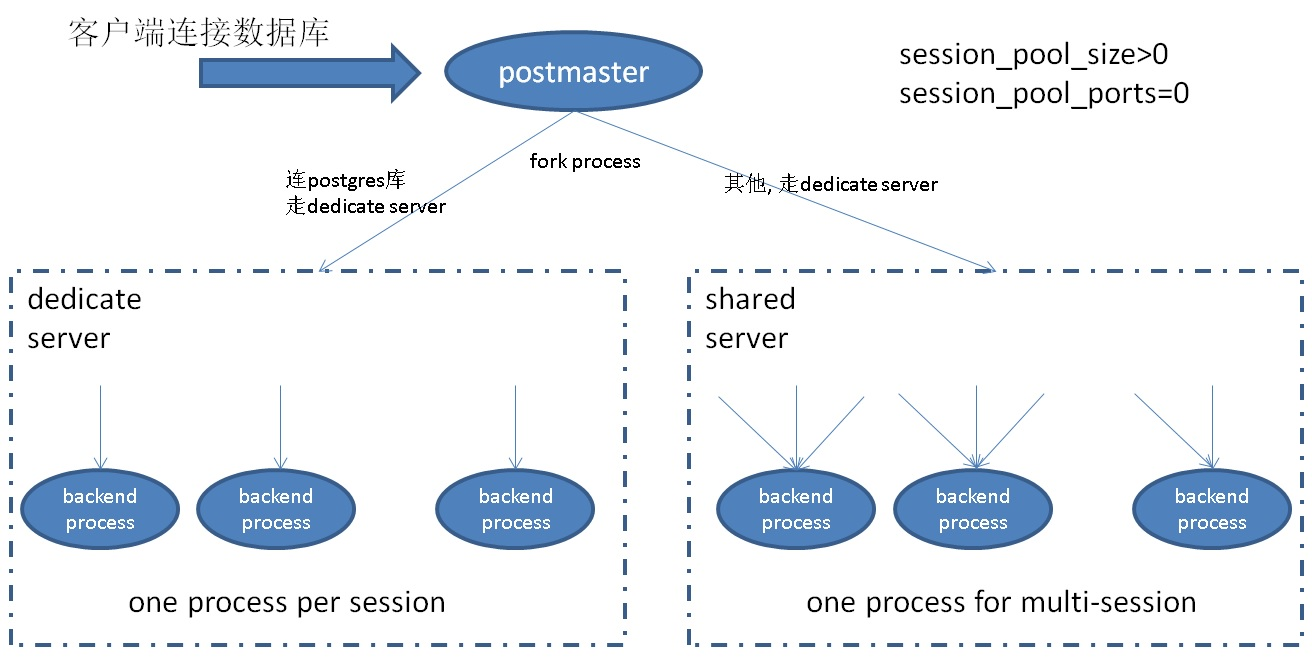 客户端连接数据库
postmaster
session_pool_size>0
session_pool_ports=0
fork process
连postgres库
走dedicate server
其他, 走dedicate server
dedicate
server
shared
server
backend
process
backend
process
backend
process
backend
process
backend
process
backend
process
one process per session
one process for multi-session